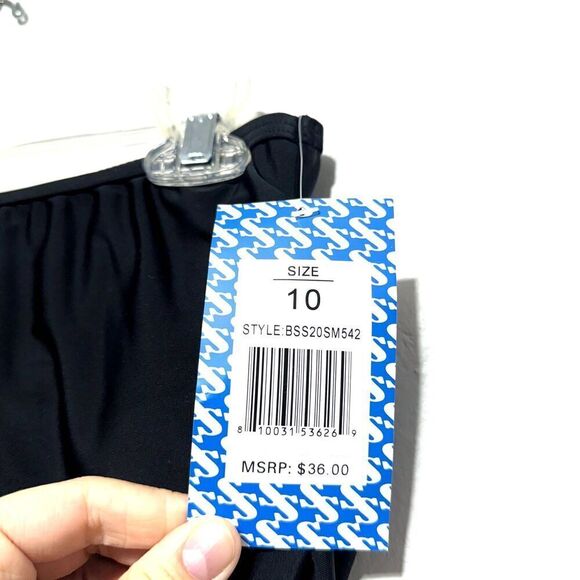 SIZE
10
STYLE:BSS20SM542
8 10031 53626 9
MSRP: $36.00